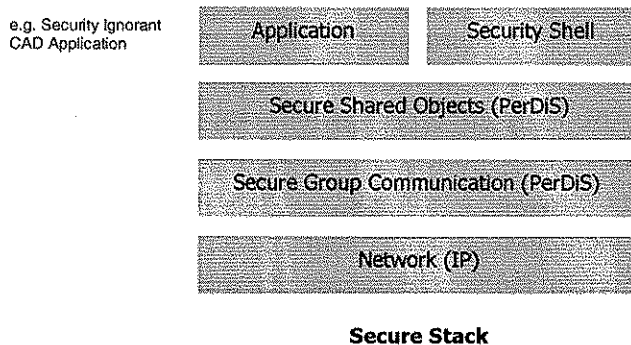 e.g. Security Ignorant
CAD Application
Application
Security Shell
Secure Shared Objects (PerDiS)
Secure Group Communication (PerDiS)
Network (IP)
Secure Stack